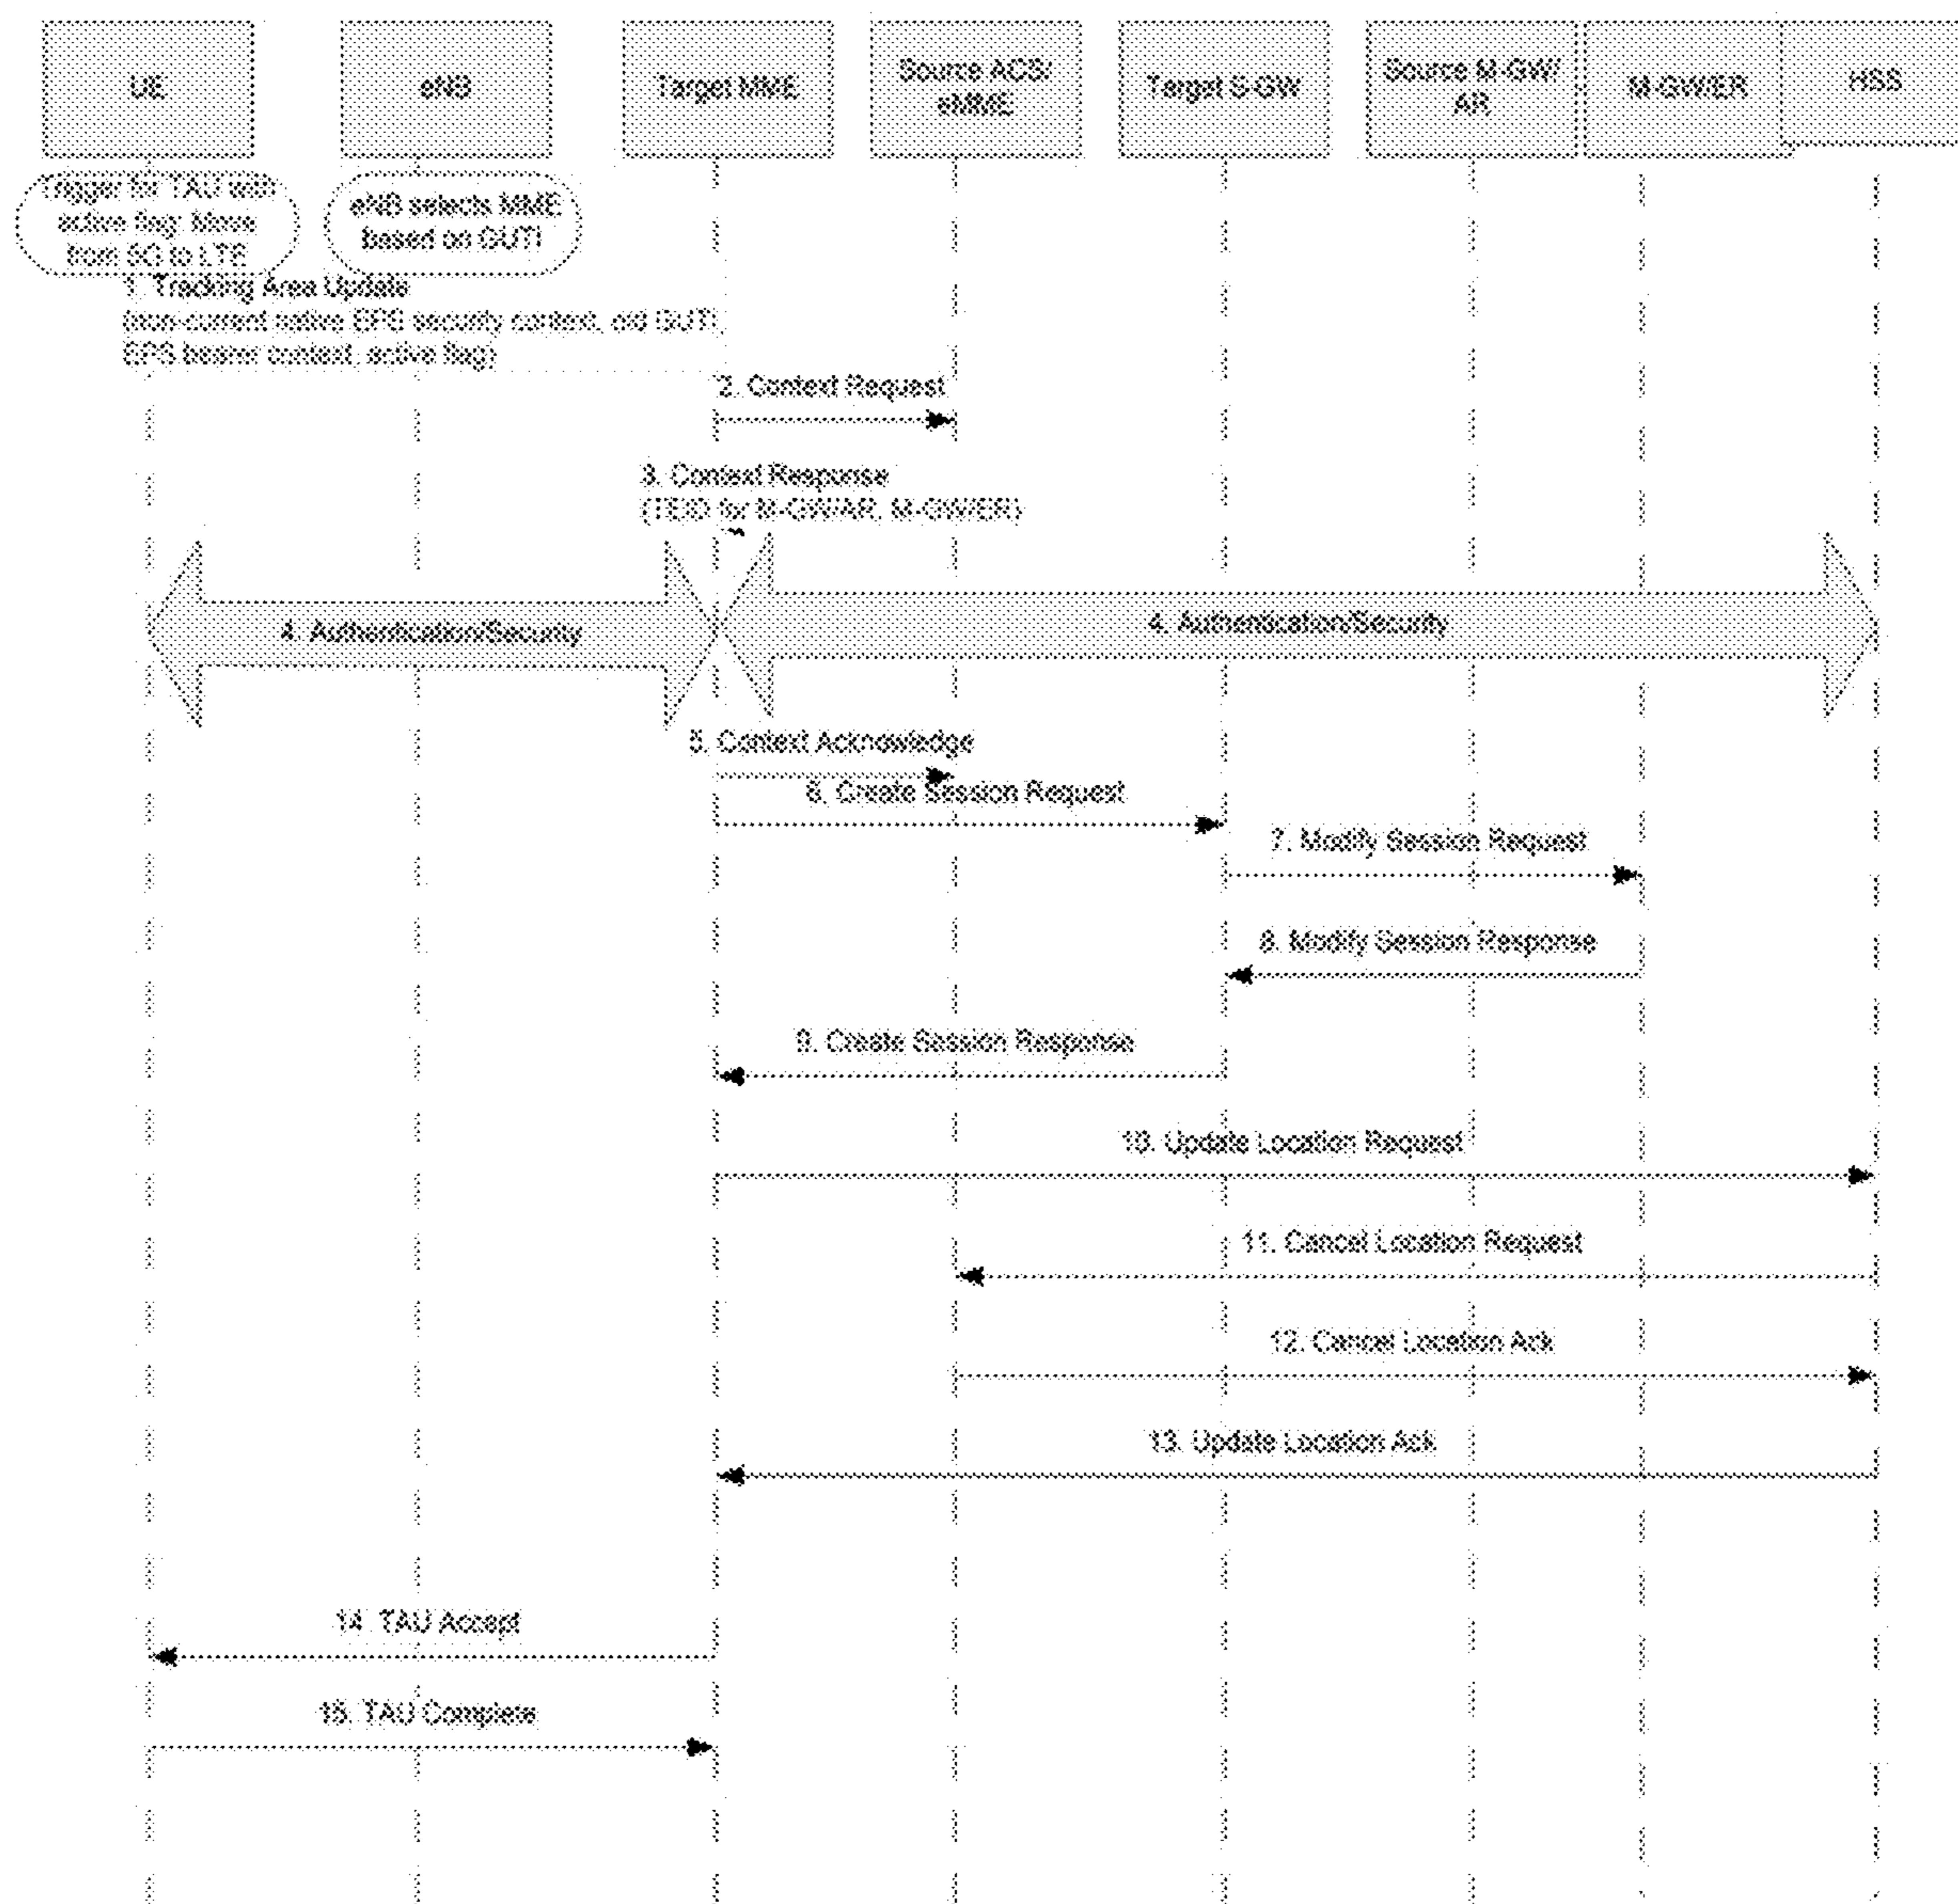 UE
eNB
Target MME
Source ACS/
eMME
Target S-GW
Source M-GW/
AR
M-GW/ER
HSS
Trigger for TAU with
active flag: Move
from 5G to LTE
eNB selects MME
based on GUTI
1. Tracking Area Update
(non-current native EPS security context, old GUTI,
EPS bearer context, active flag)
2. Context Request
3. Context Response
(TEID for M-GW/AR, M-GW/ER)
4. Authentication/Security
4. Authentication/Security
5. Context Acknowledge
6. Create Session Request
7. Modify Session Request
8. Modify Session Response
9. Create Session Response
10. Update Location Request
11. Cancel Location Request
12. Cancel Location Ack
13. Update Location Ack
14. TAU Accept
15. TAU Complete